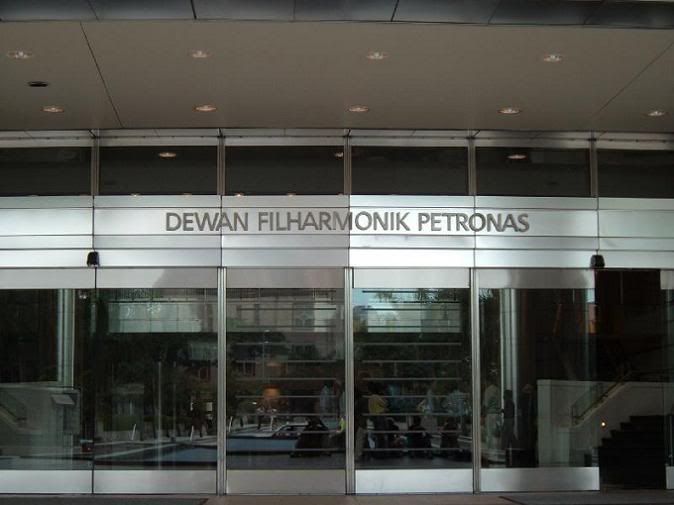 DEWAN FILHARMONIK PETRONAS